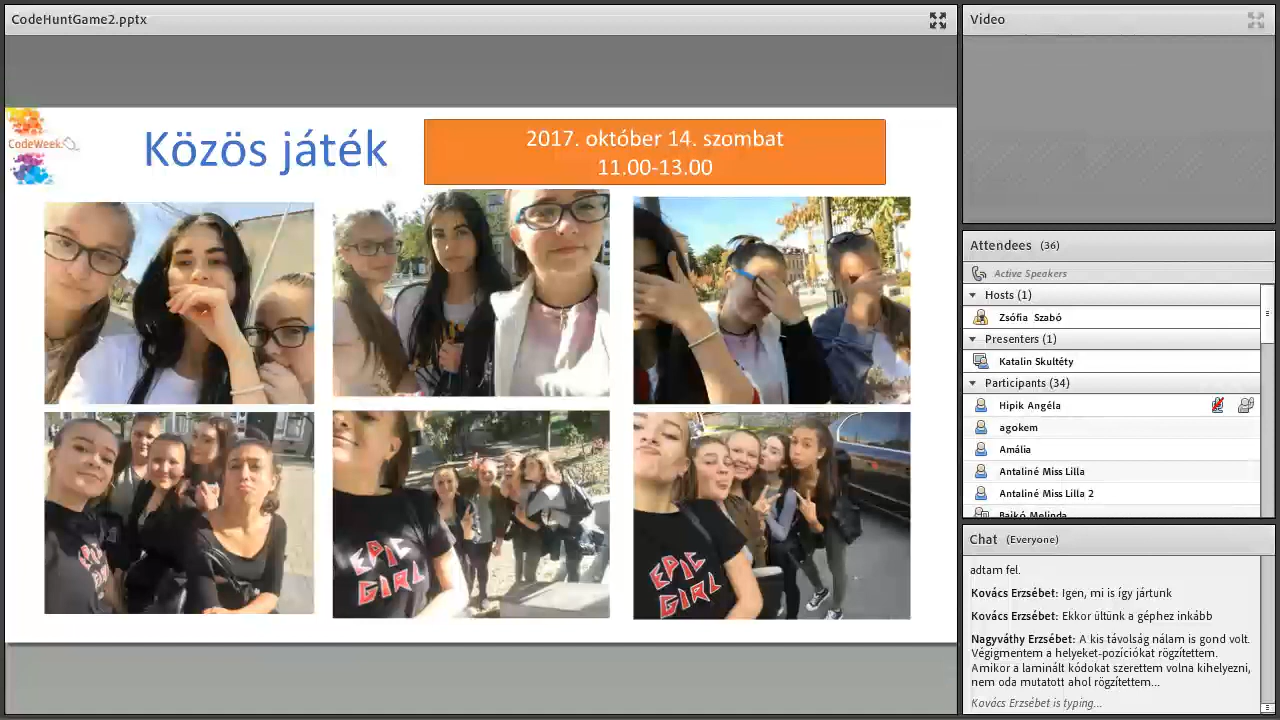 CodeHuntGame2.pptx
CodeWeek
Közös játék
2017. október 14. szombat
11.00-13.00
EPIC
GIRL
EPIC
GIRL
EPIC
GIRL
Video
Attendees (36)
Active Speakers
Hosts (1)
Zsófia Szabó
Presenters (1)
Katalin Skultéty
Participants (34)
Hipik Angéla
agokem
Amália
Antaliné Miss Lilla
Antaliné Miss Lilla 2
Bajkó Melinda
Chat (Everyone)
adtam fel.
Kovács Erzsébet: Igen, mi is így jártunk
Kovács Erzsébet: Ekkor ültünk a géphez inkább
Nagyváthy Erzsébet: A kis távolság nálam is gond volt.
Végigmentem a helyeket-pozíciókat rögzítettem.
Amikor a laminált kódokat szerettem volna kihelyezni,
nem oda mutatott ahol rögzítettem...
Kovács Erzsébet is typing...